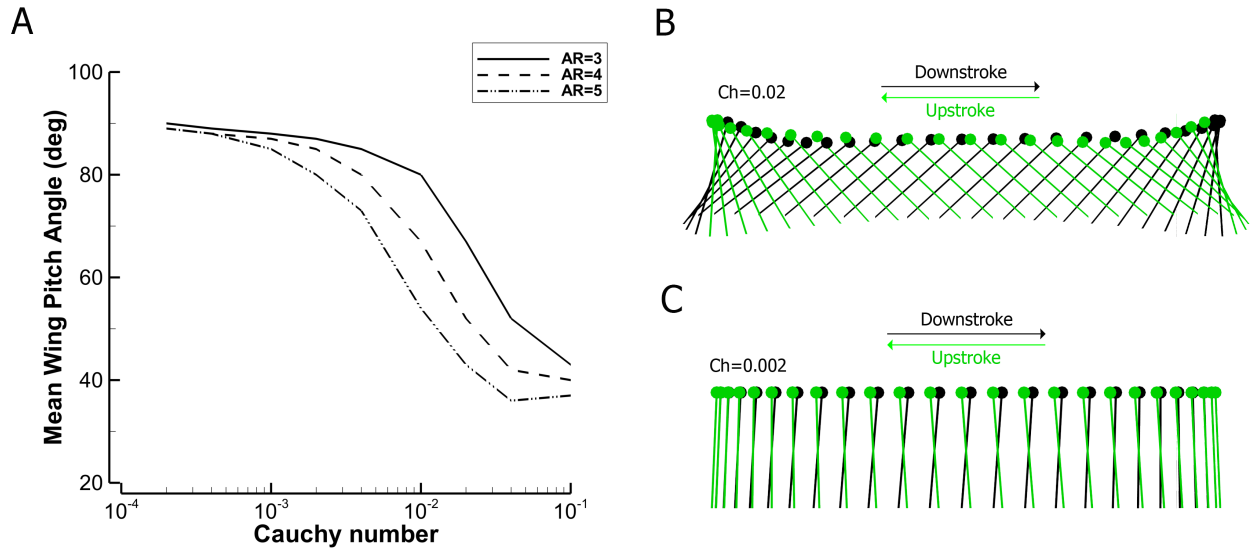 A
Mean Wing Pitch Angle (deg)
100
80
60
40
20
10-4
10-3
10-2
10-1
Cauchy number
AR=3
AR=4
AR=5
B
Ch=0.02
Downstroke
Upstroke
C
Ch=0.002
Downstroke
Upstroke